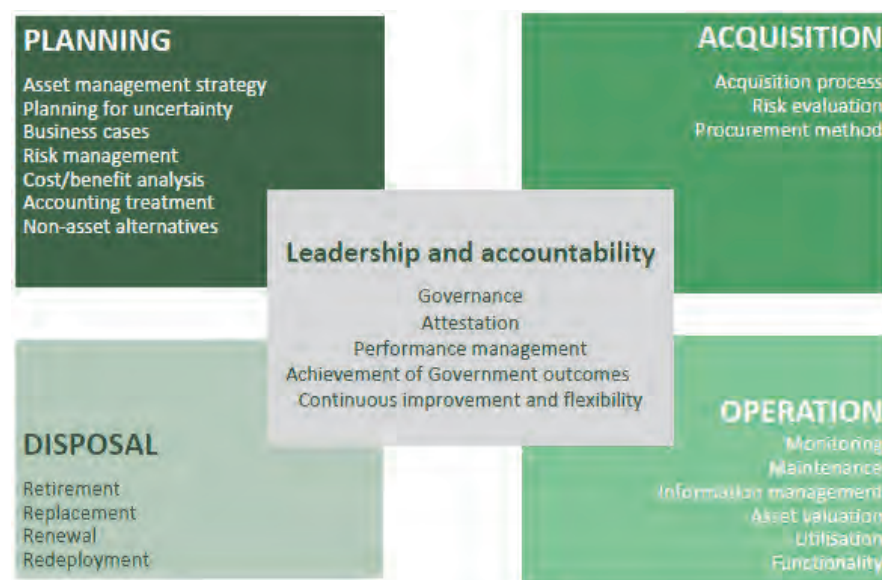 PLANNING
Asset management strategy
Planning for uncertainty
Business cases
Risk management
Cost/benefit analysis
Accounting treatment
Non-asset alternatives
ACQUISITION
Acquisition process
Risk evaluation
Procurement method
Leadership and accountability
Governance
Attestation
Performance management
Achievement of Government outcomes
Continuous improvement and flexibility
DISPOSAL
Retirement
Replacement
Renewal
Redeployment
OPERATION
Monitoring
Maintenance
Information management
Asset valuation
Utilisation
Functionality